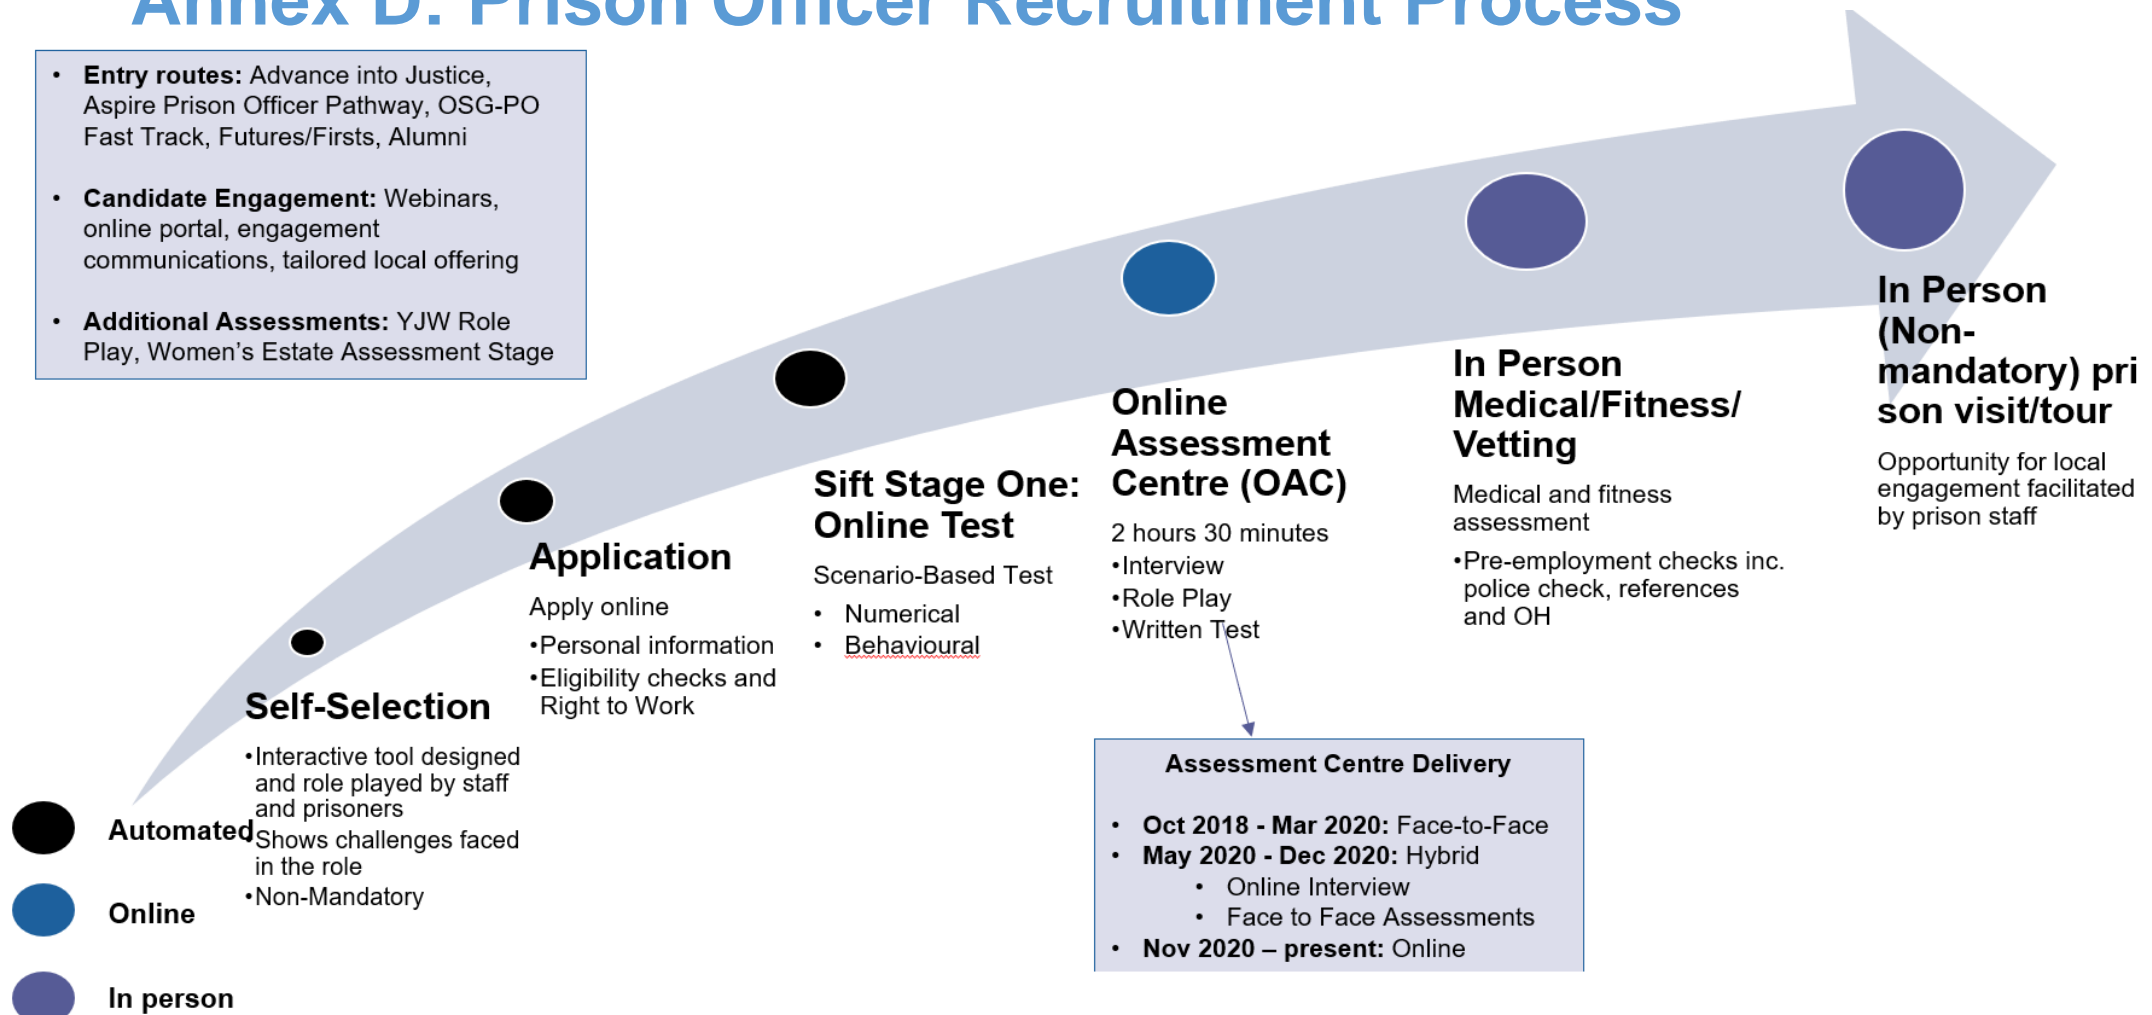 Annex D: Prison Officer Recruitment Process
• Entry routes: Advance into Justice,
Aspire Prison Officer Pathway, OSG-PO
Fast Track, Futures/Firsts, Alumni
• Candidate Engagement: Webinars,
online portal, engagement
communications, tailored local offering
• Additional Assessments: YJW Role
Play, Women's Estate Assessment Stage
Self-Selection
•Interactive tool designed
and role played by staff
and prisoners
•Shows challenges faced
in the role
•Non-Mandatory
Application
Apply online
•Personal information
•Eligibility checks and
Right to Work
Sift Stage One:
Online Test
Scenario-Based Test
• Numerical
• Behavioural
Online
Assessment
Centre (OAC)
2 hours 30 minutes
•Interview
•Role Play
•Written Test
In Person
Medical/Fitness/
Vetting
Medical and fitness
assessment
•Pre-employment checks inc.
police check, references
and OH
In Person
(Non-
mandatory) pri
son visit/tour
Opportunity for local
engagement facilitated
by prison staff
Assessment Centre Delivery
• Oct 2018 - Mar 2020: Face-to-Face
• May 2020 - Dec 2020: Hybrid
• Online Interview
• Face to Face Assessments
• Nov 2020 – present: Online
Automated
Online
In person